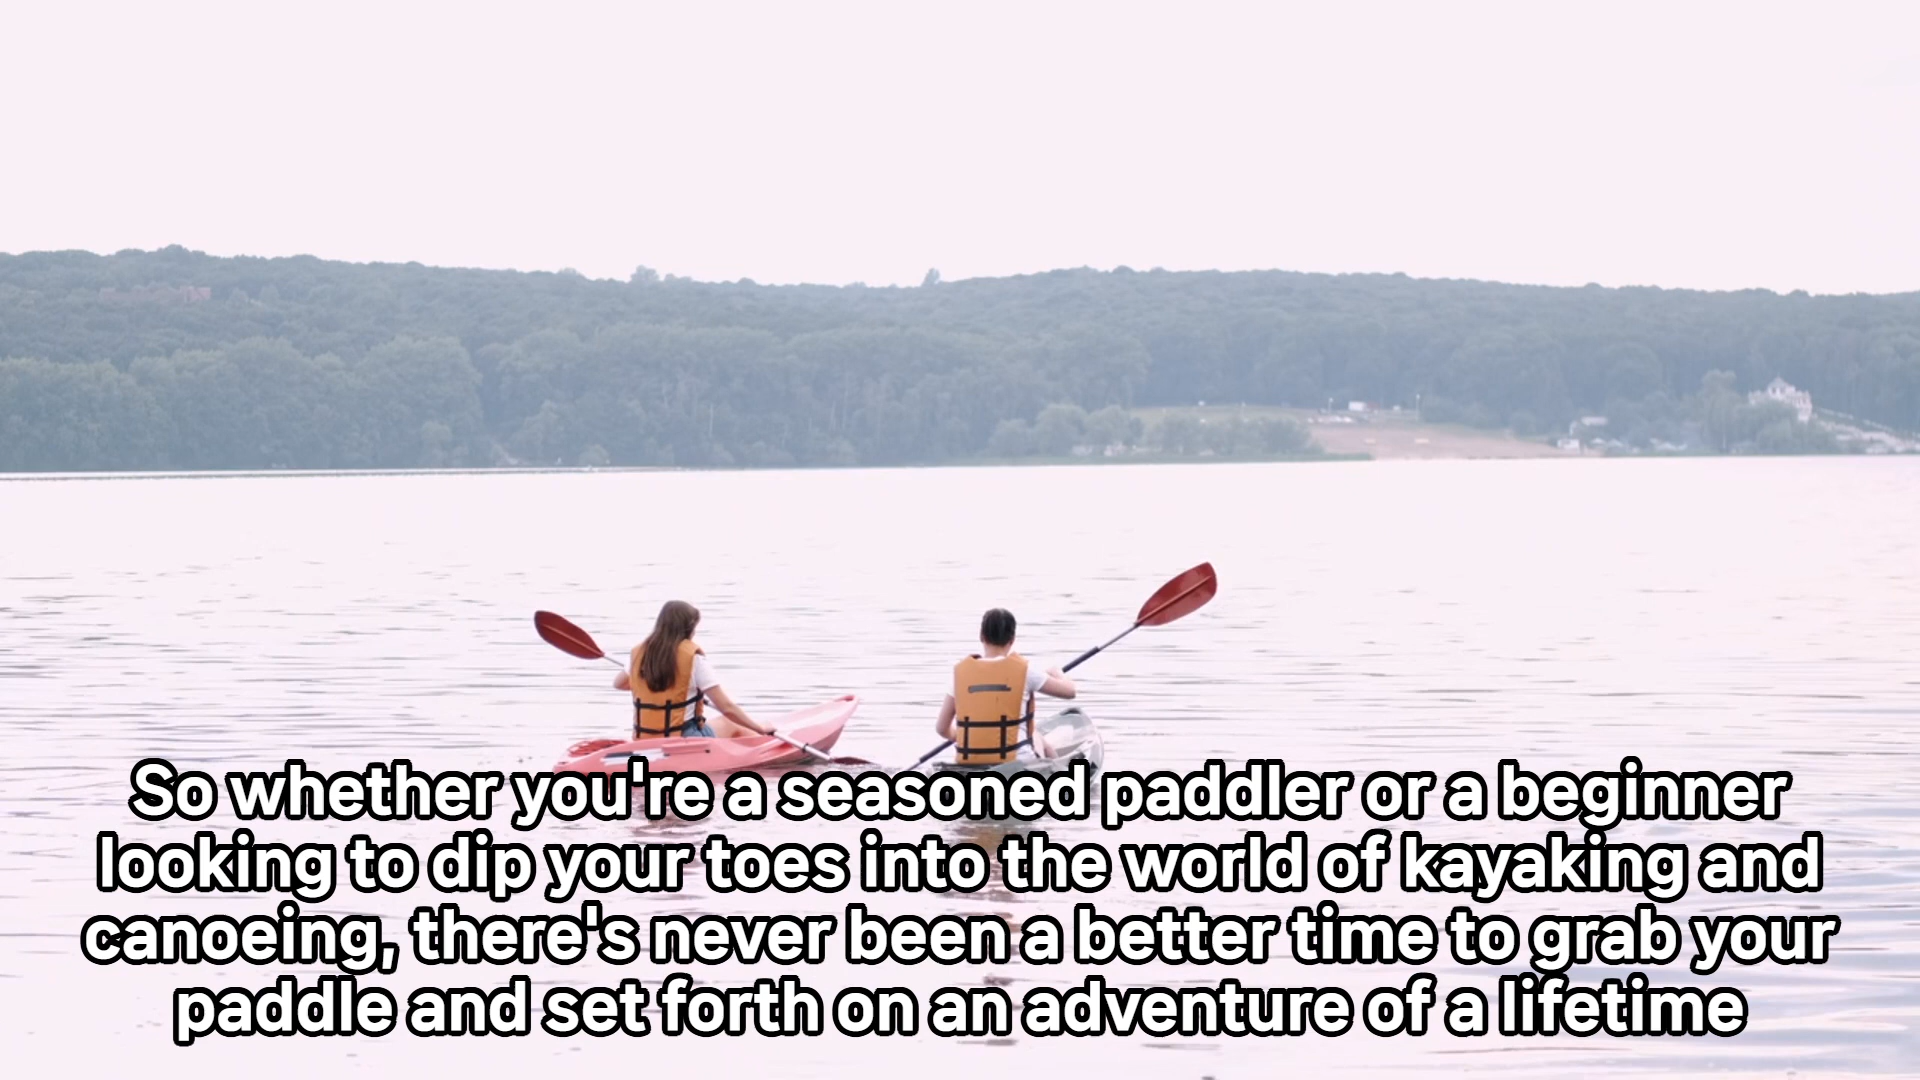 So whether you're a seasoned paddler or a beginner
looking to dip your toes into the world of kayaking and
canoeing, there's never been a better time to grab your
paddle and set forth on an adventure of a lifetime